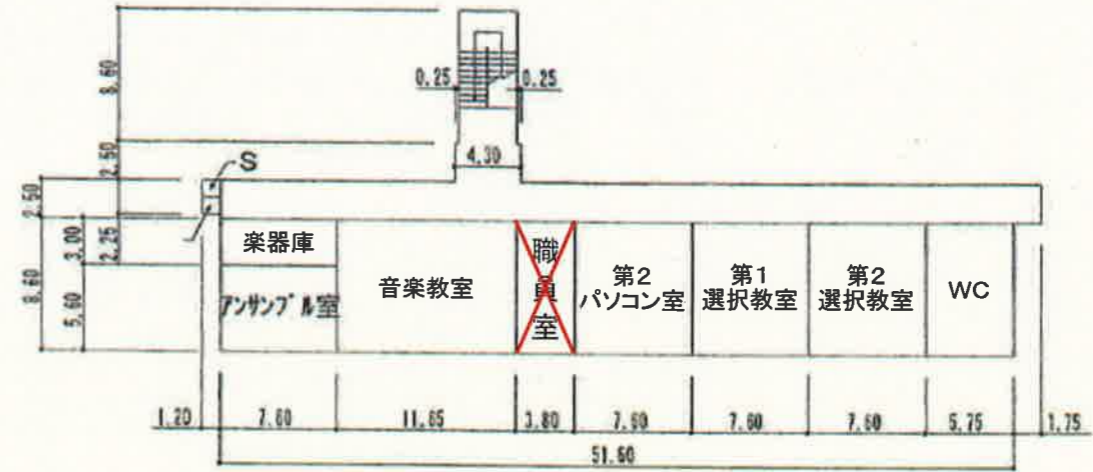 8.60
0.25
0.25
2.50
4.30
S
2.50
3.00
2.25
8.60
5.60
楽器庫
アンサンブル室
音楽教室
職員室
第2
パソコン室
第1
選択教室
第2
選択教室
WC
1.20
7.60
11.65
3.80
7.60
7.60
7.60
5.75
1.75
51.60